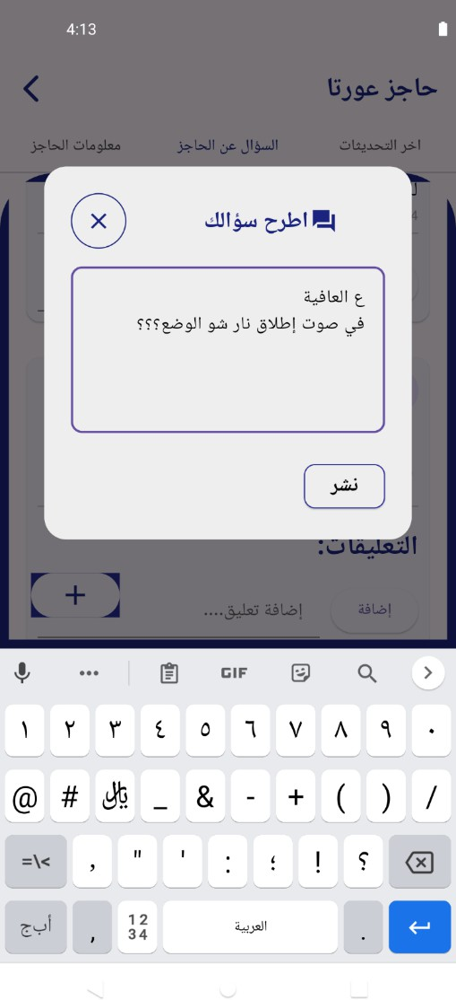 4:13
حاجز عورتا
اخر التحديثات
السؤال عن الحاجز
معلومات الحاجز
اطرح سؤالك
ع العافية
في صوت إطلاق نار شو الوضع؟؟؟
نشر
التعليقات:
إضافة
إضافة تعليق....
+
GIF
١ ٢ ٣ ٤ ٥ ٦ ٧ ٨ ٩ ٠
@ # ﷼ _ & - + ( ) /
=\< , " ' : ؛ ! ؟
أب‌ج , 12 34 العربية .